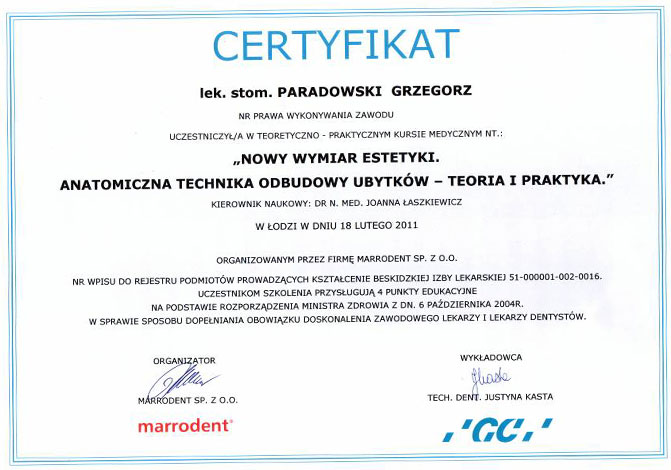 CERTYFIKAT
lek. stom. PARADOWSKI GRZEGORZ
NR PRAWA WYKONYWANIA ZAWODU
UCZESTNICZYŁ/A W TEORETYCZNO - PRAKTYCZNYM KURSIE MEDYCZNYM NT.:
„NOWY WYMIAR ESTETYKI.
ANATOMICZNA TECHNIKA ODBUDOWY UBYTKÓW – TEORIA I PRAKTYKA.”
KIEROWNIK NAUKOWY: DR N. MED. JOANNA ŁASZKIEWICZ
W ŁODZI W DNIU 18 LUTEGO 2011
ORGANIZOWANYM PRZEZ FIRMĘ MARRODENT SP. Z O.O.
NR WPISU DO REJESTRU PODMIOTÓW PROWADZĄCYCH KSZTAŁCENIE BESKIDZKIEJ IZBY LEKARSKIEJ 51-000001-002-0016.
UCZESTNIKOM SZKOLENIA PRZYSŁUGUJĄ 4 PUNKTY EDUKACYJNE
NA PODSTAWIE ROZPORZĄDZENIA MINISTRA ZDROWIA Z DN. 6 PAŹDZIERNIKA 2004R.
W SPRAWIE SPOSOBU DOPEŁNIANIA OBOWIĄZKU DOSKONALENIA ZAWODOWEGO LEKARZY I LEKARZY DENTYSTÓW.
ORGANIZATOR
MARRODENT SP. Z O.O.
marrodent®
WYKŁADOWCA
TECH. DENT. JUSTYNA KASTA
GC